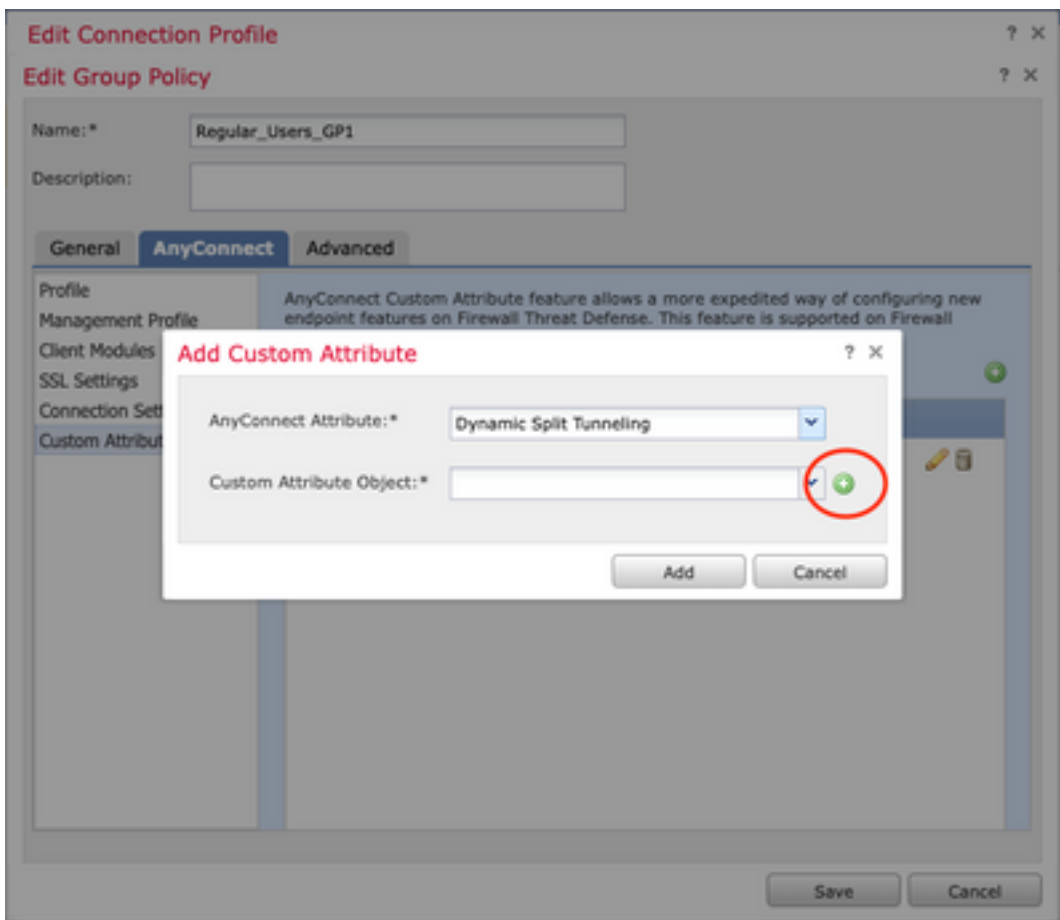 Edit Connection Profile
? ×
Edit Group Policy
? ×
Name:*
Regular_Users_GP1
Description:
General
AnyConnect
Advanced
Profile
Management Profile
Client Modules
SSL Settings
Connection Sett
Custom Attribut
AnyConnect Custom Attribute feature allows a more expedited way of configuring new
endpoint features on Firewall Threat Defense. This feature is supported on Firewall
Add Custom Attribute
? ×
AnyConnect Attribute:*
Dynamic Split Tunneling
Custom Attribute Object:*
Add
Cancel
Save
Cancel